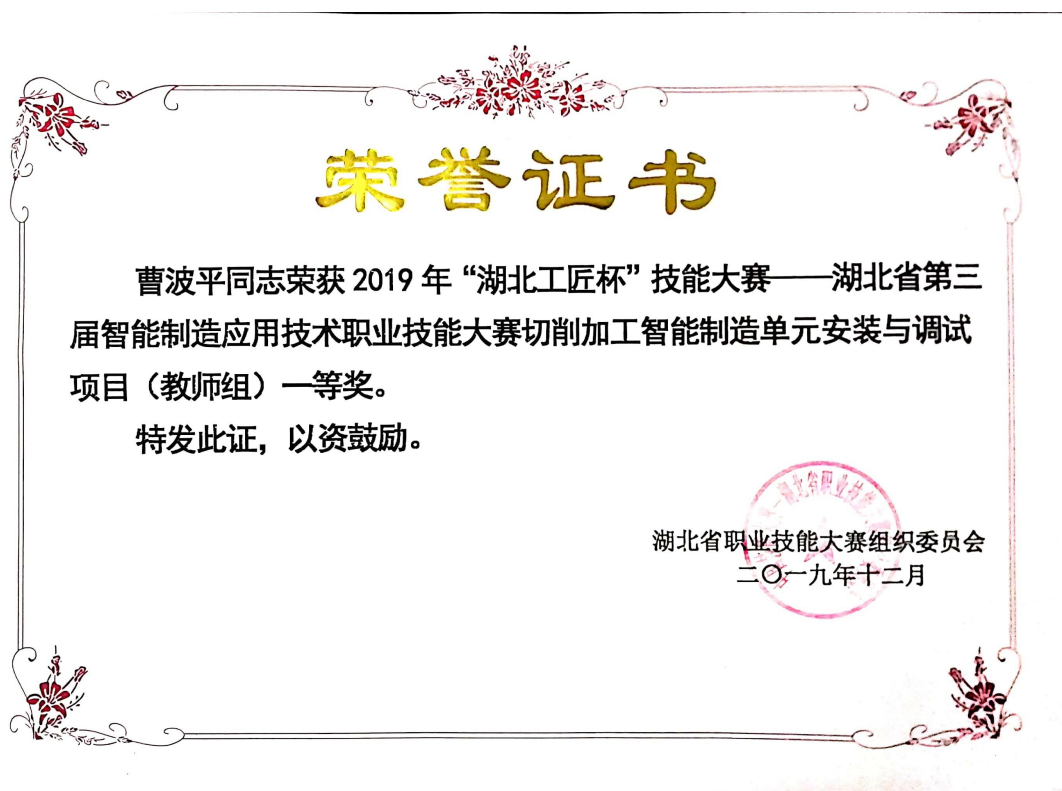 荣誉证书
曹波平同志荣获 2019 年“湖北工匠杯”技能大赛——湖北省第三
届智能制造应用技术职业技能大赛切削加工智能制造单元安装与调试
项目（教师组）一等奖。
特发此证，以资鼓励。
湖北省职业技能大赛组织委员会
二〇一九年十二月